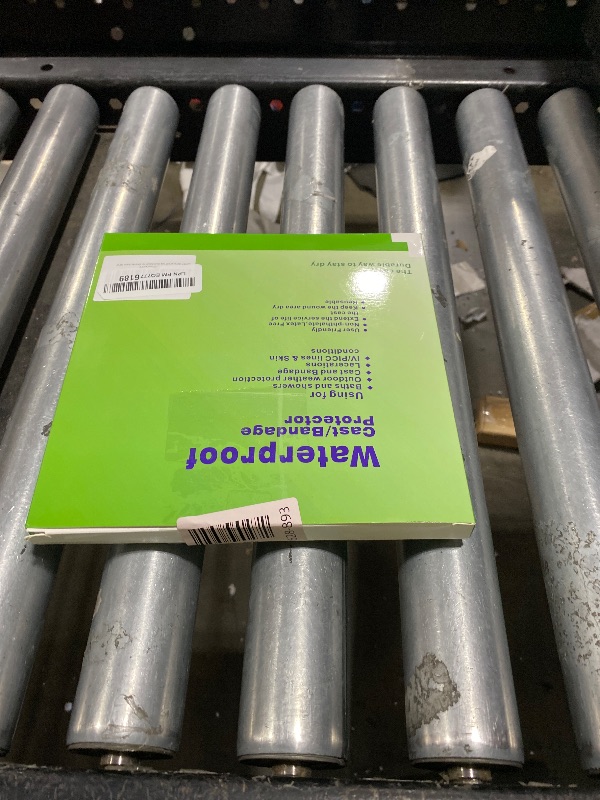 Waterproof
Cast/Bandage
Protector
Using for
◆ Baths and showers
◆ Outdoor weather protection
◆ Cast and Bandage
◆ Lacerations
◆ IV/PICC lines & Skin
conditions
● User Friendly
● Non-phthalate, Latex Free
● Extend the service life of
the cast
● Keep the wound area dry
● Reusable
Durable way to stay dry